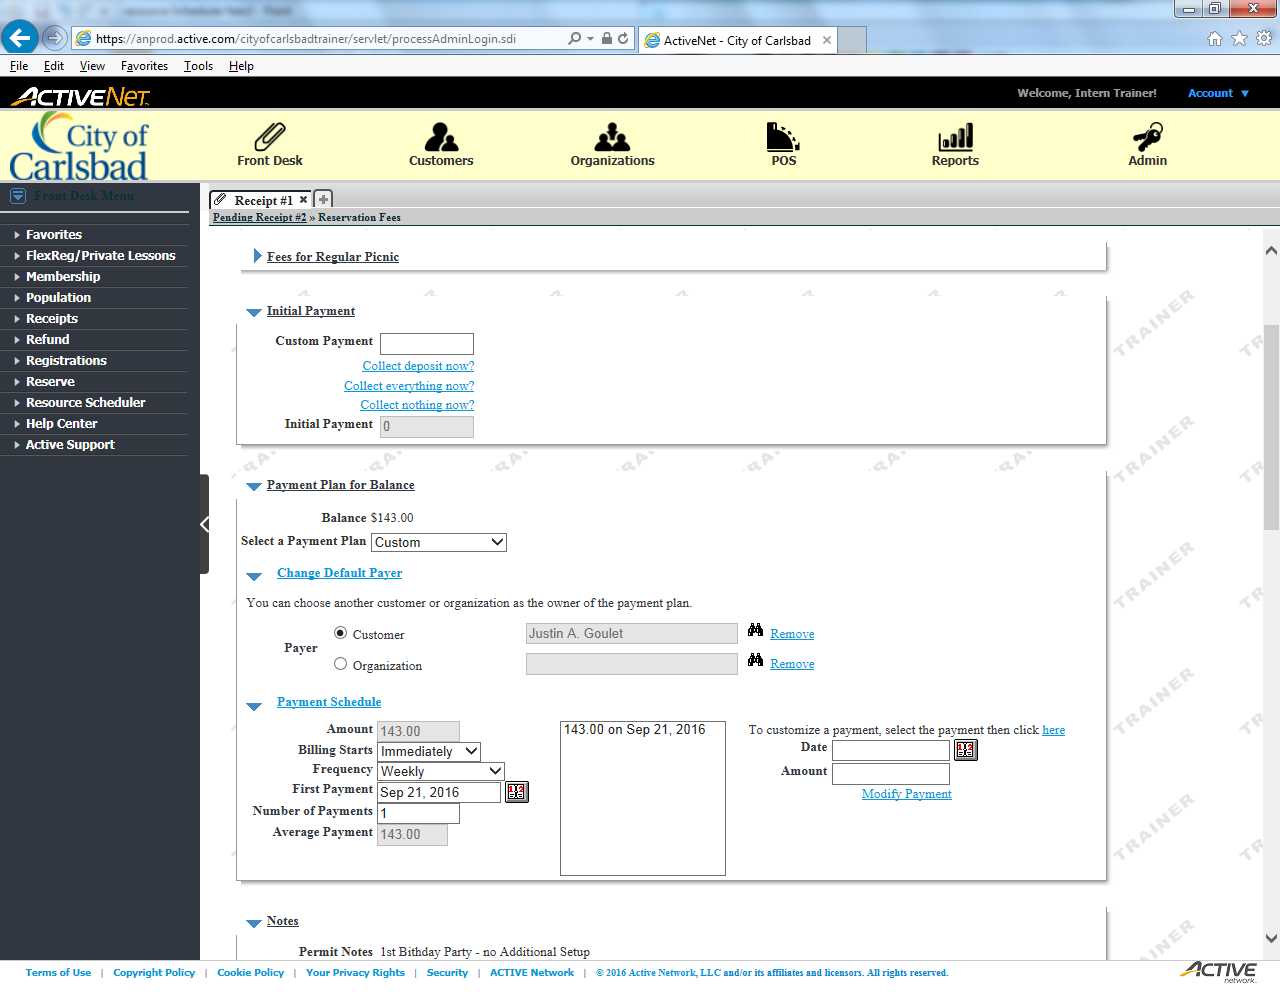 https://anprod.active.com/cityofcarlsbadtrainer/servlet/processAdminLogin.sdi
ActiveNet - City of Carlsbad
File Edit View Favorites Tools Help
ACTIVENET
Welcome, Intern Trainer! Account
City of
Carlsbad
Front Desk Customers Organizations POS Reports Admin
Front Desk Menu
Receipt #1
Pending Receipt #2 » Reservation Fees
Favorites
FlexReg/Private Lessons
Membership
Population
Receipts
Refund
Registrations
Reserve
Resource Scheduler
Help Center
Active Support
Fees for Regular Picnic
Initial Payment
Custom Payment
Collect deposit now?
Collect everything now?
Collect nothing now?
Initial Payment 0
Payment Plan for Balance
Balance $143.00
Select a Payment Plan Custom
Change Default Payer
You can choose another customer or organization as the owner of the payment plan.
Payer
Customer Justin A. Goulet Remove
Organization Remove
Payment Schedule
Amount 143.00
Billing Starts Immediately
Frequency Weekly
First Payment Sep 21, 2016
Number of Payments 1
Average Payment 143.00
143.00 on Sep 21, 2016
To customize a payment, select the payment then click here
Date
Amount
Modify Payment
Notes
Permit Notes 1st Bithday Party - no Additional Setup
TRAINER
TRAINER
TRAINER
TRAINER
TRAINER
TRAINER
Terms of Use | Copyright Policy | Cookie Policy | Your Privacy Rights | Security | ACTIVE Network | © 2016 Active Network, LLC and/or its affiliates and licensors. All rights reserved.
ACTIVE
network